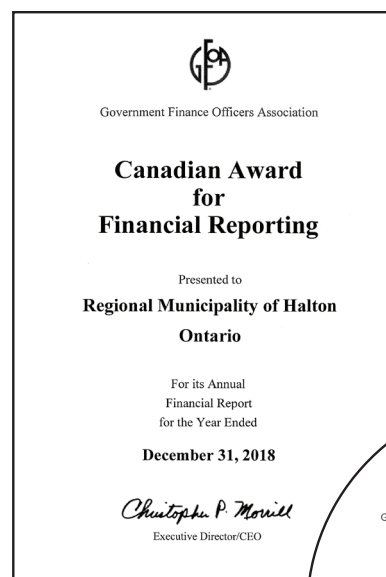 GFOA
Government Finance Officers Association
Canadian Award
for
Financial Reporting
Presented to
Regional Municipality of Halton
Ontario
For its Annual
Financial Report
for the Year Ended
December 31, 2018
Christopher P. Morrill
Executive Director/CEO
G